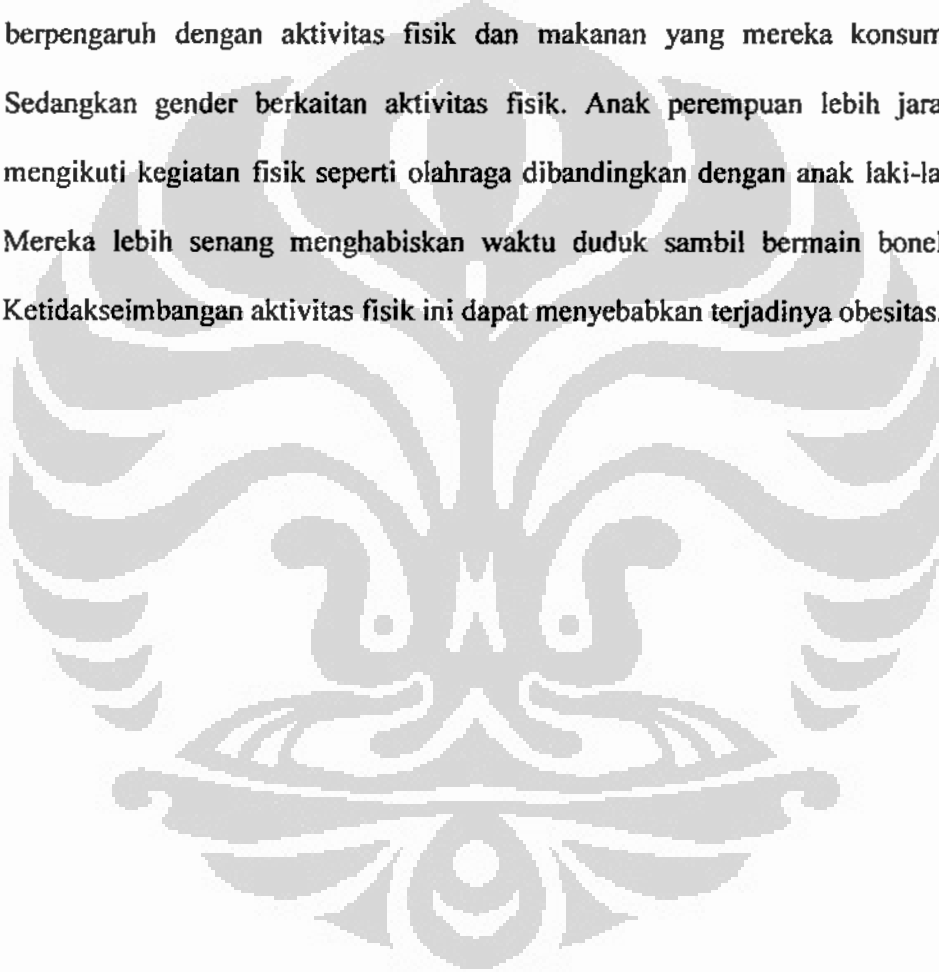 berpengaruh dengan aktivitas fisik dan makanan yang mereka konsum
Sedangkan gender berkaitan aktivitas fisik. Anak perempuan lebih jara
mengikuti kegiatan fisik seperti olahraga dibandingkan dengan anak laki-la
Mereka lebih senang menghabiskan waktu duduk sambil bermain bonel
Ketidakseimbangan aktivitas fisik ini dapat menyebabkan terjadinya obesitas.